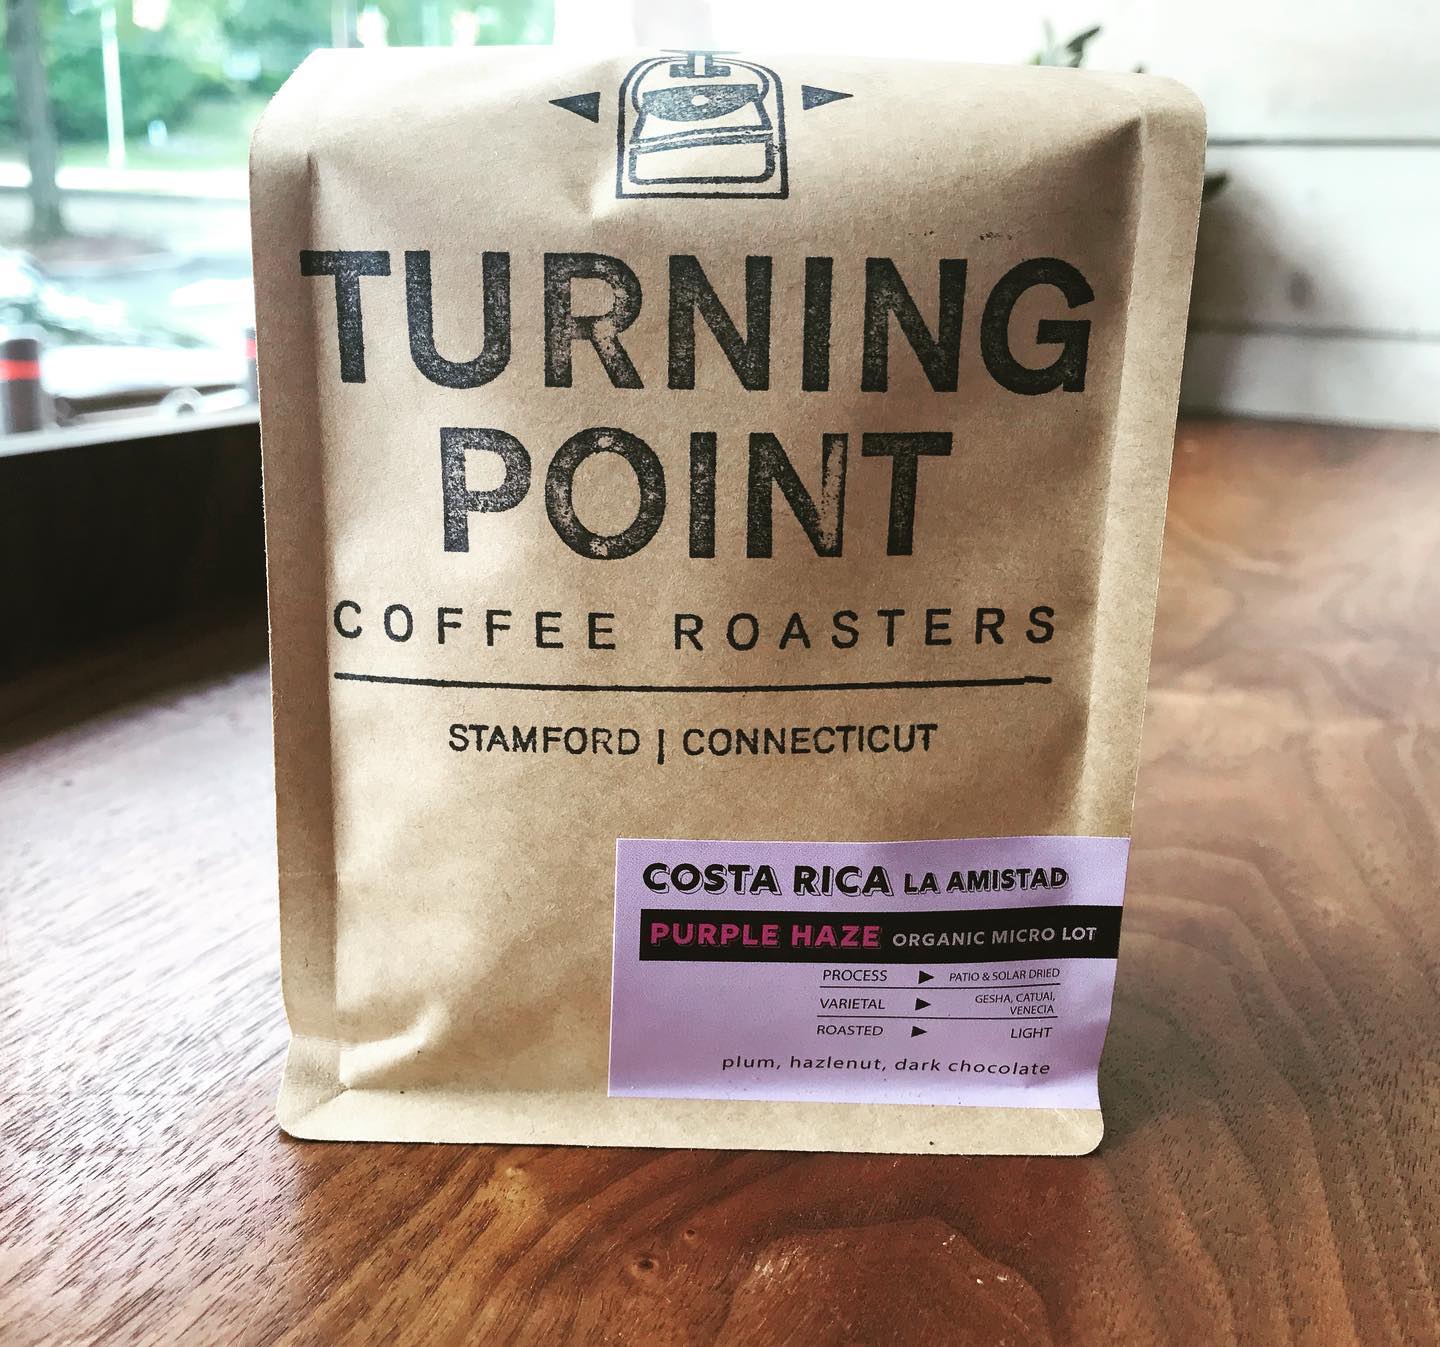 TURNING
POINT
COFFEE ROASTERS
STAMFORD | CONNECTICUT
COSTA RICA LA AMISTAD
PURPLE HAZE ORGANIC MICRO LOT
PROCESS ▶ PATIO & SOLAR DRIED
VARIETAL ▶ GESHA, CATUAI,
VENECIA
ROASTED ▶ LIGHT
plum, hazlenut, dark chocolate